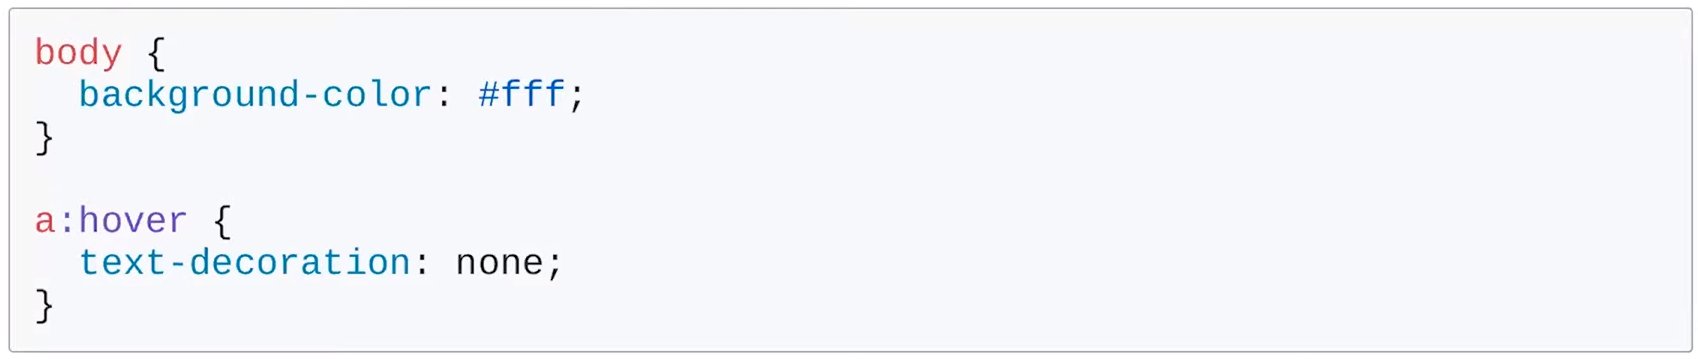 body {
  background-color: #fff;
}

a:hover {
  text-decoration: none;
}